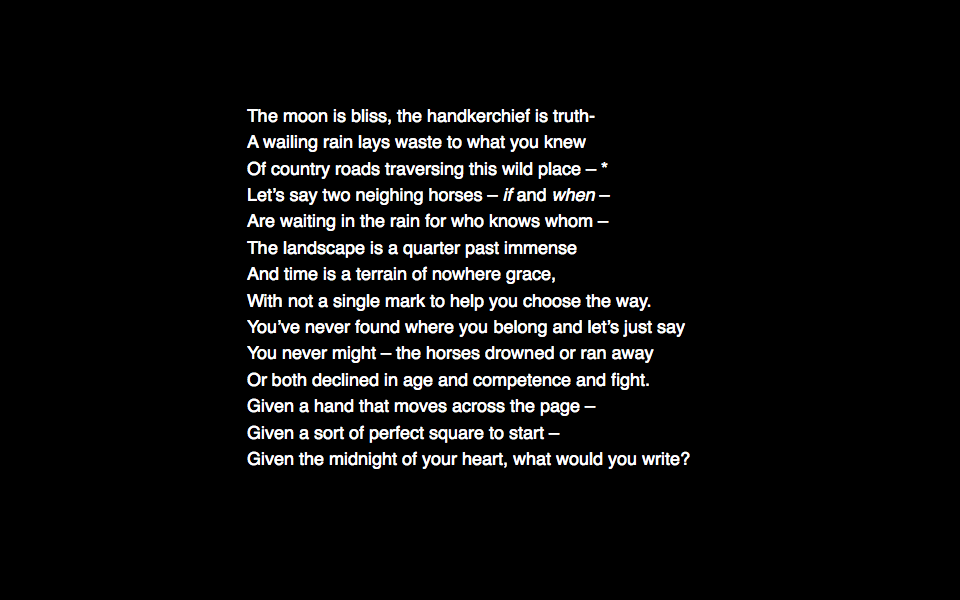 The moon is bliss, the handkerchief is truth-
A wailing rain lays waste to what you knew
Of country roads traversing this wild place – *
Let’s say two neighing horses – if and when –
Are waiting in the rain for who knows whom –
The landscape is a quarter past immense
And time is a terrain of nowhere grace,
With not a single mark to help you choose the way.
You’ve never found where you belong and let’s just say
You never might – the horses drowned or ran away
Or both declined in age and competence and fight.
Given a hand that moves across the page –
Given a sort of perfect square to start –
Given the midnight of your heart, what would you write?